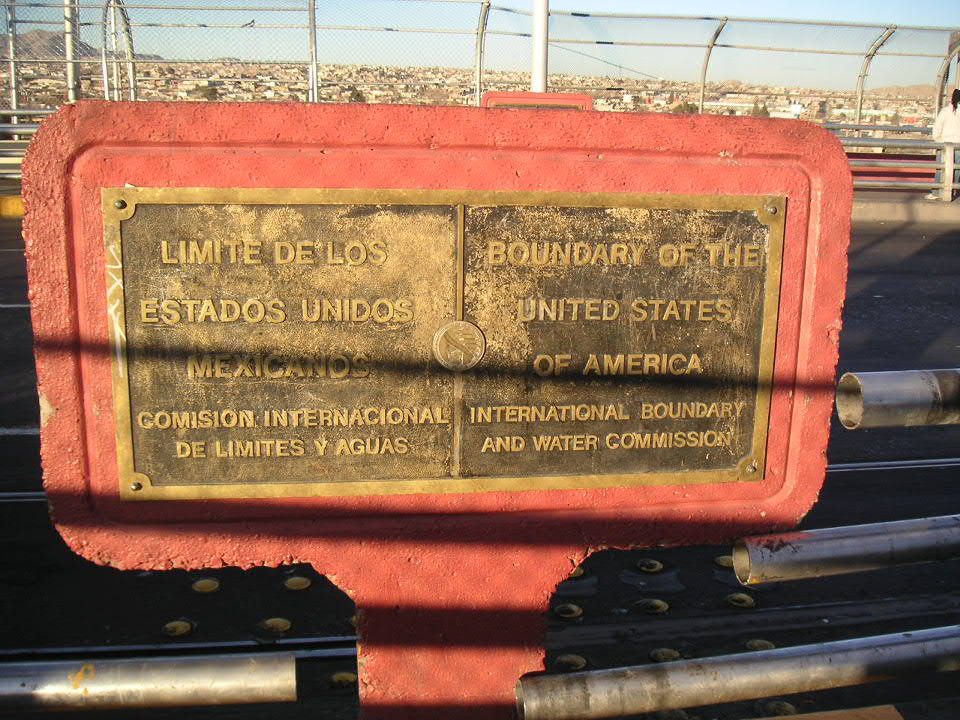 LIMITE DE LOS
ESTADOS UNIDOS
MEXICANOS
COMISION INTERNACIONAL
DE LIMITES Y AGUAS
BOUNDARY OF THE
UNITED STATES
OF AMERICA
INTERNATIONAL BOUNDARY
AND WATER COMMISSION